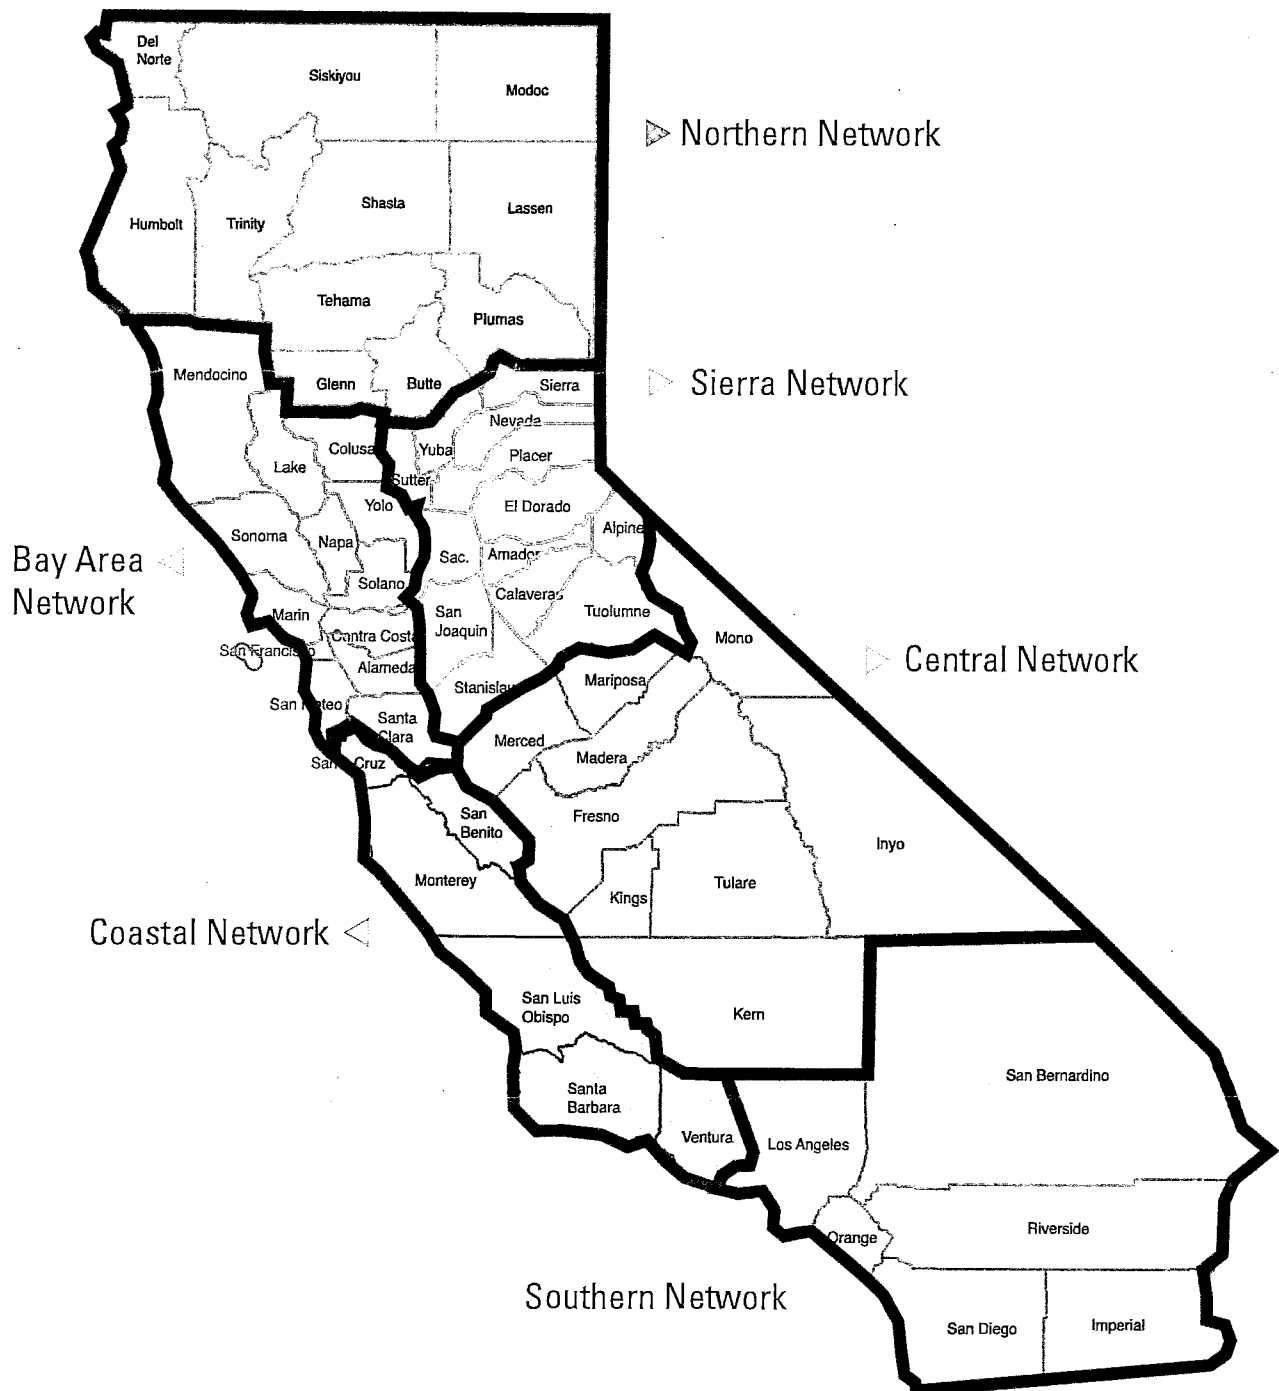 Del
Norte
Siskiyou
Modoc
Northern Network
Humbolt
Trinity
Shasta
Lassen
Tehama
Plumas
Mendocino
Glenn
Butte
Sierra
Sierra Network
Nevada
Colusa
Yuba
Placer
Lake
Sutter
Yolo
El Dorado
Sonoma
Napa
Sac.
Amador
Alpine
Bay Area
Network
Solano
Calaveras
Marin
Contra Costa
San
Joaquin
Tuolumne
Mono
San Francisco
Alameda
Central Network
Stanislau
Mariposa
San Mateo
Santa
Clara
Merced
Madera
Santa Cruz
San
Benito
Fresno
Inyo
Monterey
Kings
Tulare
Coastal Network
San Luis
Obispo
Kern
San Bernardino
Santa
Barbara
Ventura
Los Angeles
Orange
Riverside
Southern Network
San Diego
Imperial